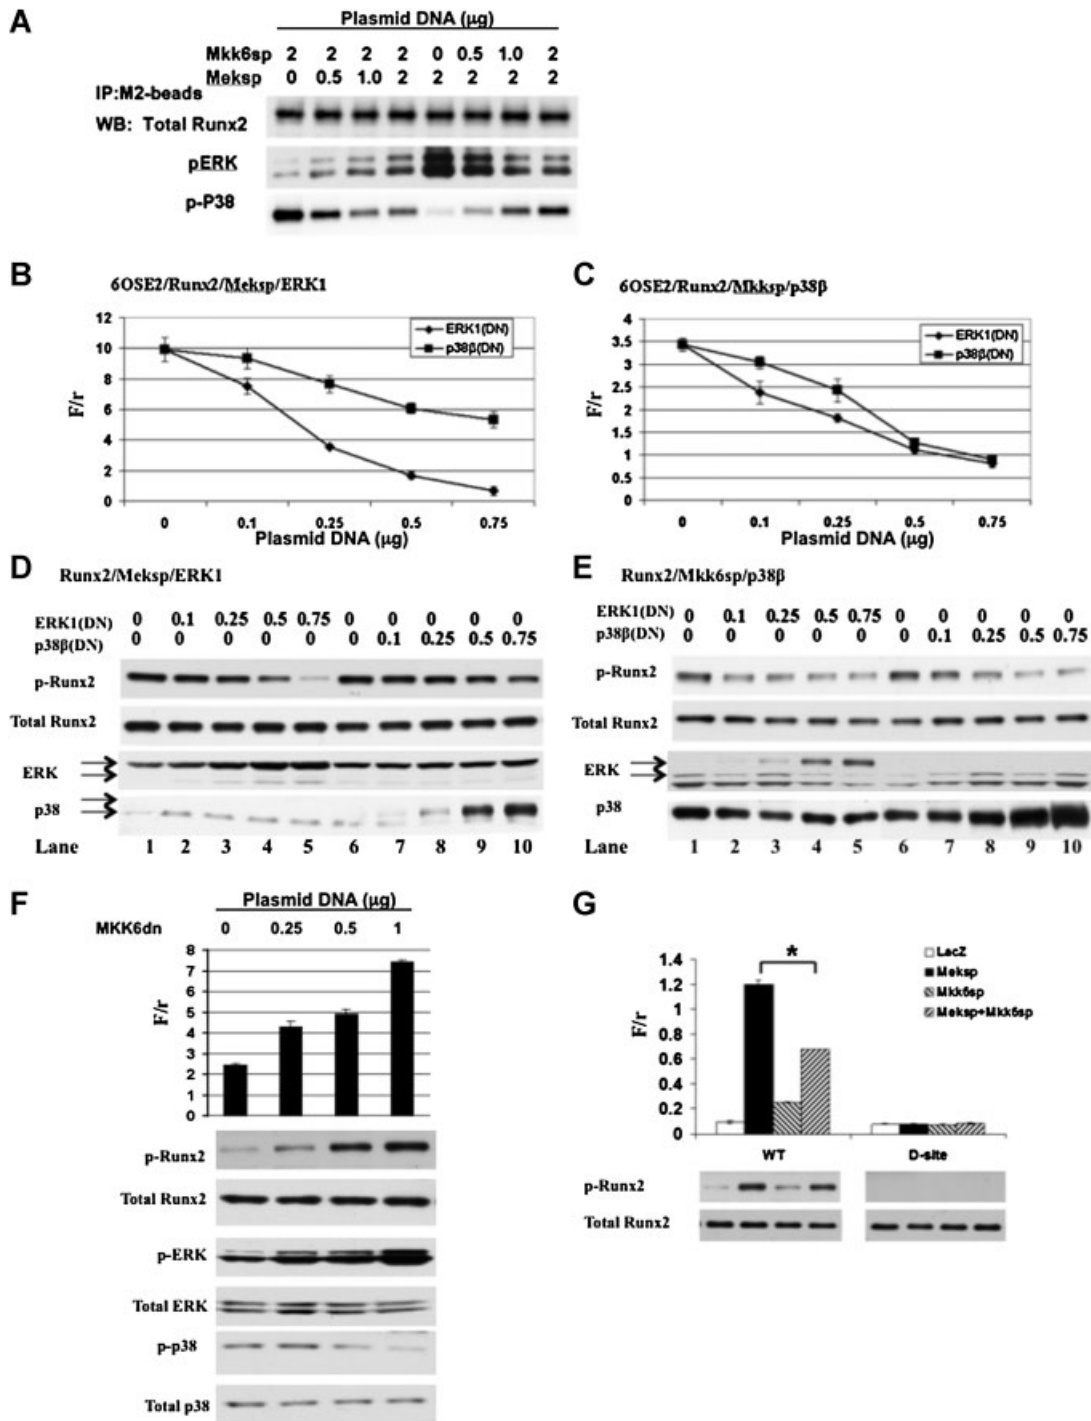 A
Plasmid DNA (μg)
Mkk6sp 2 2 2 2 0 0.5 1.0 2
Meksp 0 0.5 1.0 2 2 2 2 2
IP:M2-beads
WB: Total Runx2
pERK
p-P38
B
6OSE2/Runx2/Meksp/ERK1
12
10
8
6
4
2
0
F/r
ERK1(DN)
p38β(DN)
0 0.1 0.25 0.5 0.75
Plasmid DNA (μg)
C
6OSE2/Runx2/Mkksp/p38β
4
3.5
3
2.5
2
1.5
1
0.5
0
F/r
ERK1(DN)
p38β(DN)
0 0.1 0.25 0.5 0.75
Plasmid DNA (μg)
D
Runx2/Meksp/ERK1
ERK1(DN) 0 0.1 0.25 0.5 0.75 0 0 0 0 0
p38β(DN) 0 0 0 0 0 0 0.1 0.25 0.5 0.75
p-Runx2
Total Runx2
ERK
p38
Lane 1 2 3 4 5 6 7 8 9 10
E
Runx2/Mkk6sp/p38β
ERK1(DN) 0 0.1 0.25 0.5 0.75 0 0 0 0 0
p38β(DN) 0 0 0 0 0 0 0.1 0.25 0.5 0.75
p-Runx2
Total Runx2
ERK
p38
Lane 1 2 3 4 5 6 7 8 9 10
F
Plasmid DNA (μg)
MKK6dn 0 0.25 0.5 1
8
7
6
5
4
3
2
1
0
F/r
p-Runx2
Total Runx2
p-ERK
Total ERK
p-p38
Total p38
G
1.4
1.2
1
0.8
0.6
0.4
0.2
0
F/r
*
LacZ
Meksp
Mkk6sp
Meksp+Mkk6sp
WT D-site
p-Runx2
Total Runx2